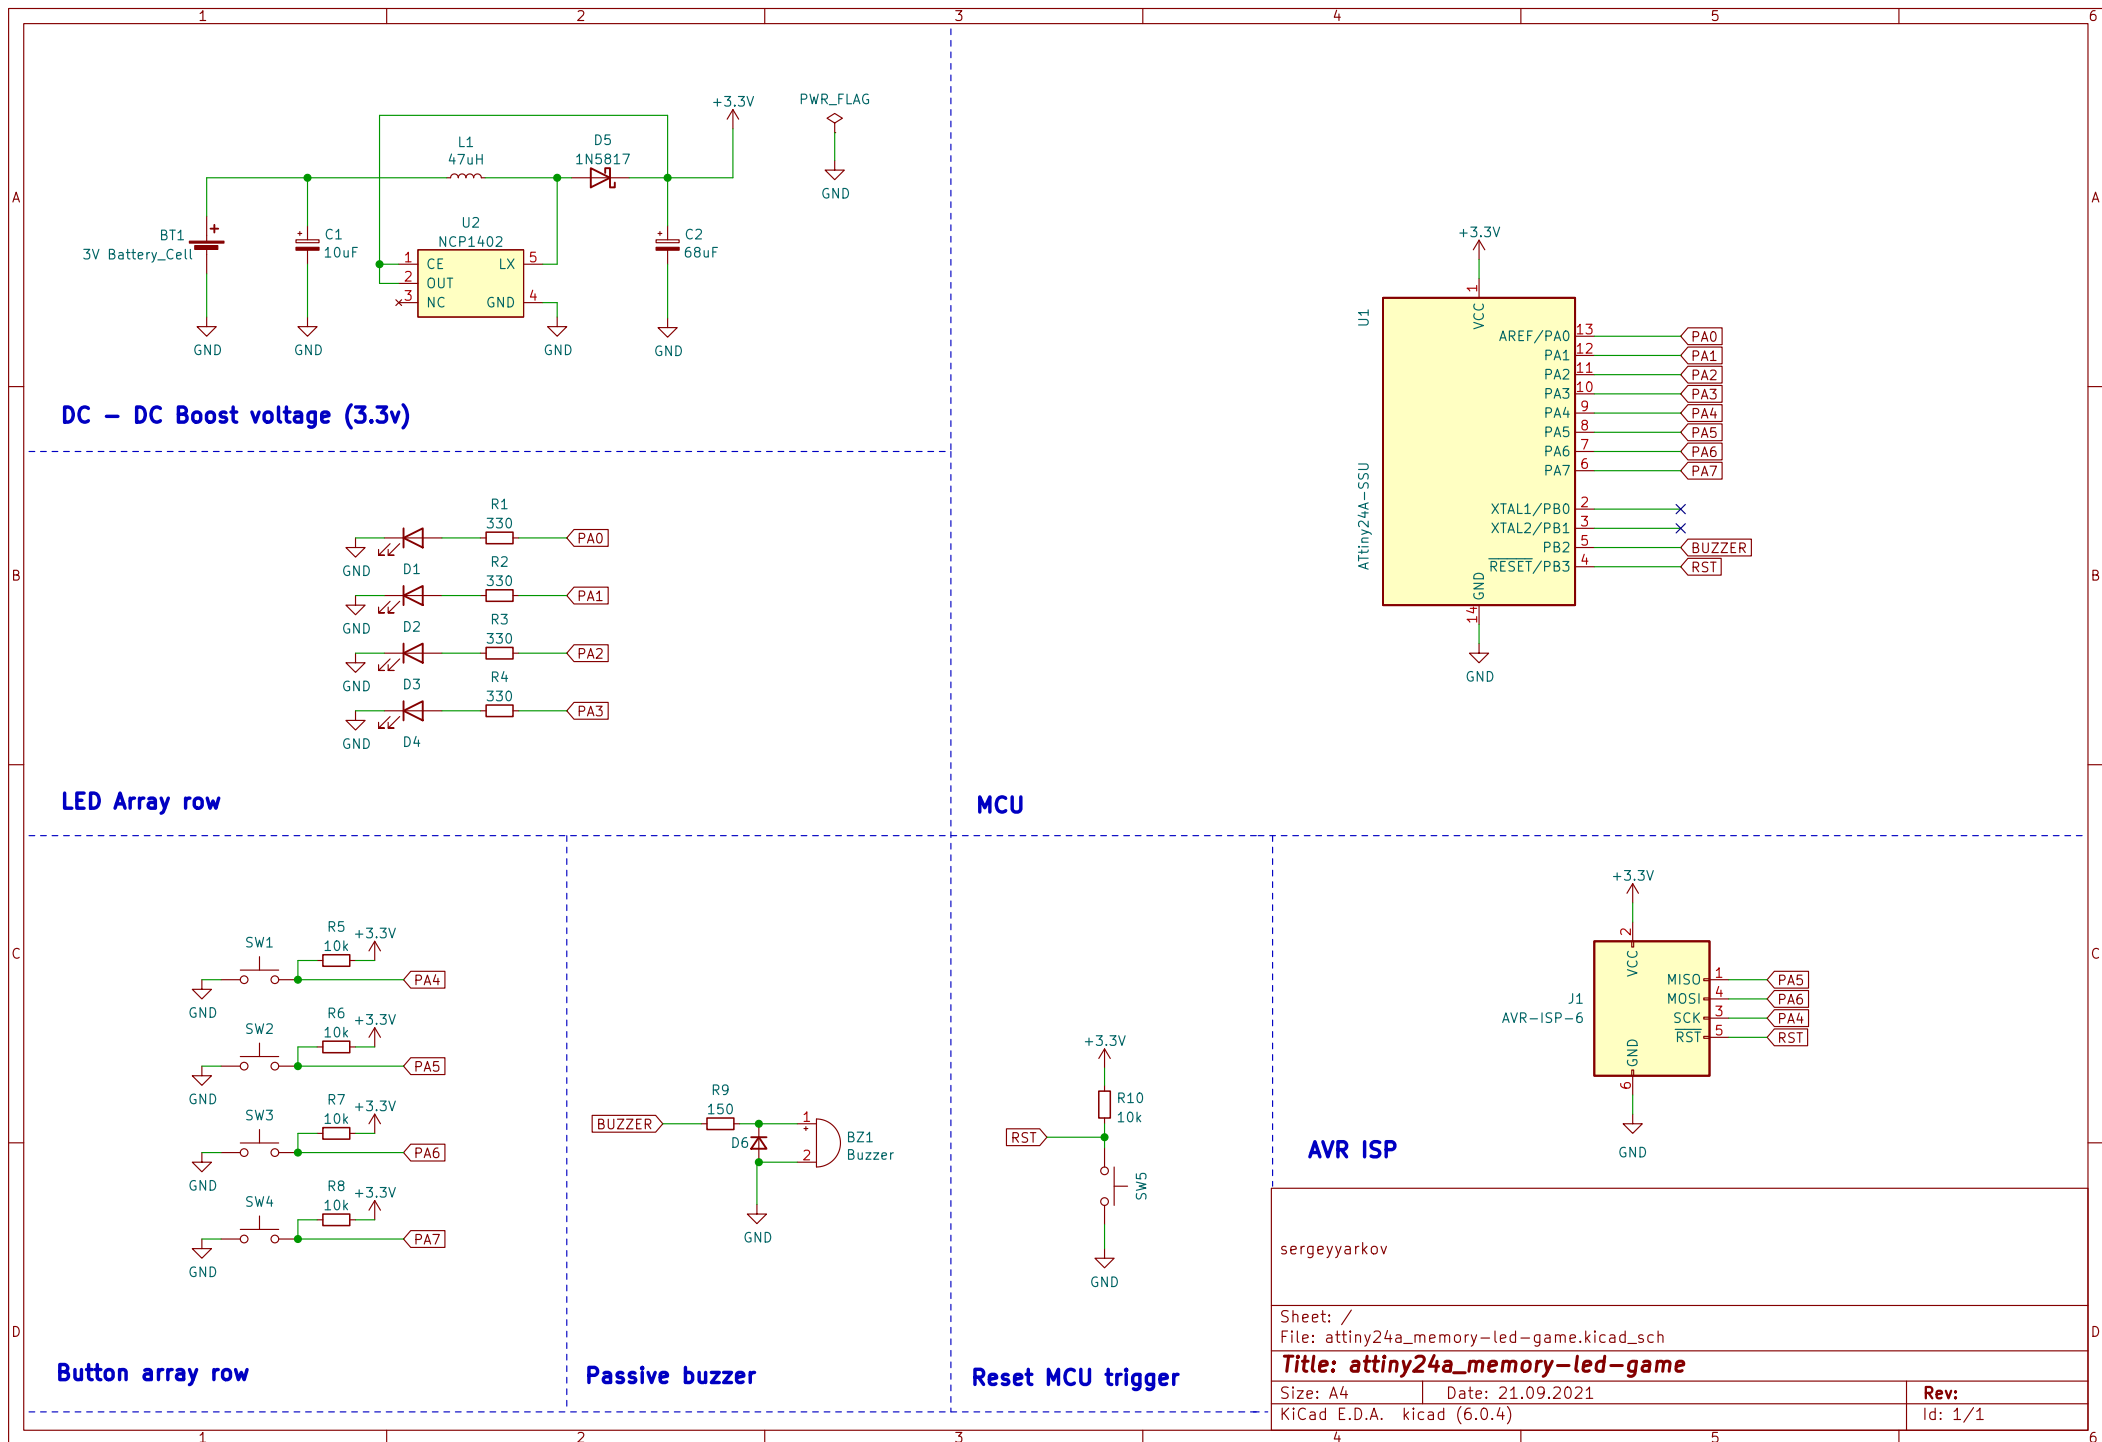 1 2 3 4 5 6
A
B
C
D
+3.3V
PWR_FLAG
GND
L1
47uH
D5
1N5817
BT1
3V Battery_Cell
C1
10uF
U2
NCP1402
1 CE LX 5
2 OUT
3 NC GND 4
C2
68uF
GND GND GND GND
DC - DC Boost voltage (3.3v)
R1
330
PA0
GND D1
R2
330
PA1
GND D2
R3
330
PA2
GND D3
R4
330
PA3
GND D4
LED Array row
+3.3V
1
VCC
U1
ATtiny24A-SSU
AREF/PA0 13 PA0
PA1 12 PA1
PA2 11 PA2
PA3 10 PA3
PA4 9 PA4
PA5 8 PA5
PA6 7 PA6
PA7 6 PA7
XTAL1/PB0 2
XTAL2/PB1 3
PB2 5 BUZZER
RESET/PB3 4 RST
GND
14
GND
MCU
SW1 R5
10k +3.3V
PA4
GND
SW2 R6
10k +3.3V
PA5
GND
SW3 R7
10k +3.3V
PA6
GND
SW4 R8
10k +3.3V
PA7
GND
Button array row
R9
150
BUZZER
1
+
D6
2
BZ1
Buzzer
GND
Passive buzzer
+3.3V
R10
10k
RST
SW5
GND
Reset MCU trigger
+3.3V
2
VCC
J1
AVR-ISP-6
MISO 1 PA5
MOSI 4 PA6
SCK 3 PA4
RST 5 RST
GND
6
GND
AVR ISP
sergeyyarkov
Sheet: /
File: attiny24a_memory-led-game.kicad_sch
Title: attiny24a_memory-led-game
Size: A4 Date: 21.09.2021 Rev:
KiCad E.D.A. kicad (6.0.4) Id: 1/1
A
B
C
D
1 2 3 4 5 6